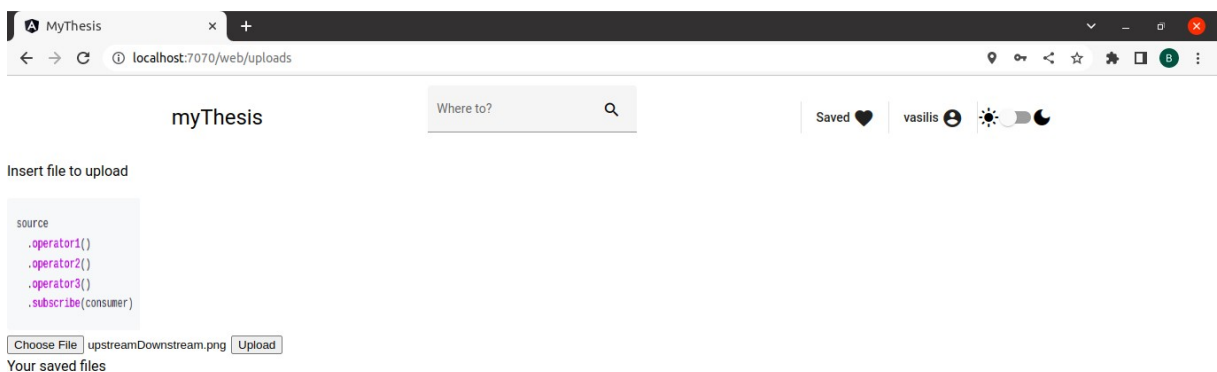 MyThesis
localhost:7070/web/uploads
B
myThesis
Where to?
Saved
vasilis
Insert file to upload
source
.operator1()
.operator2()
.operator3()
.subscribe(consumer)
Choose File upstreamDownstream.png Upload
Your saved files